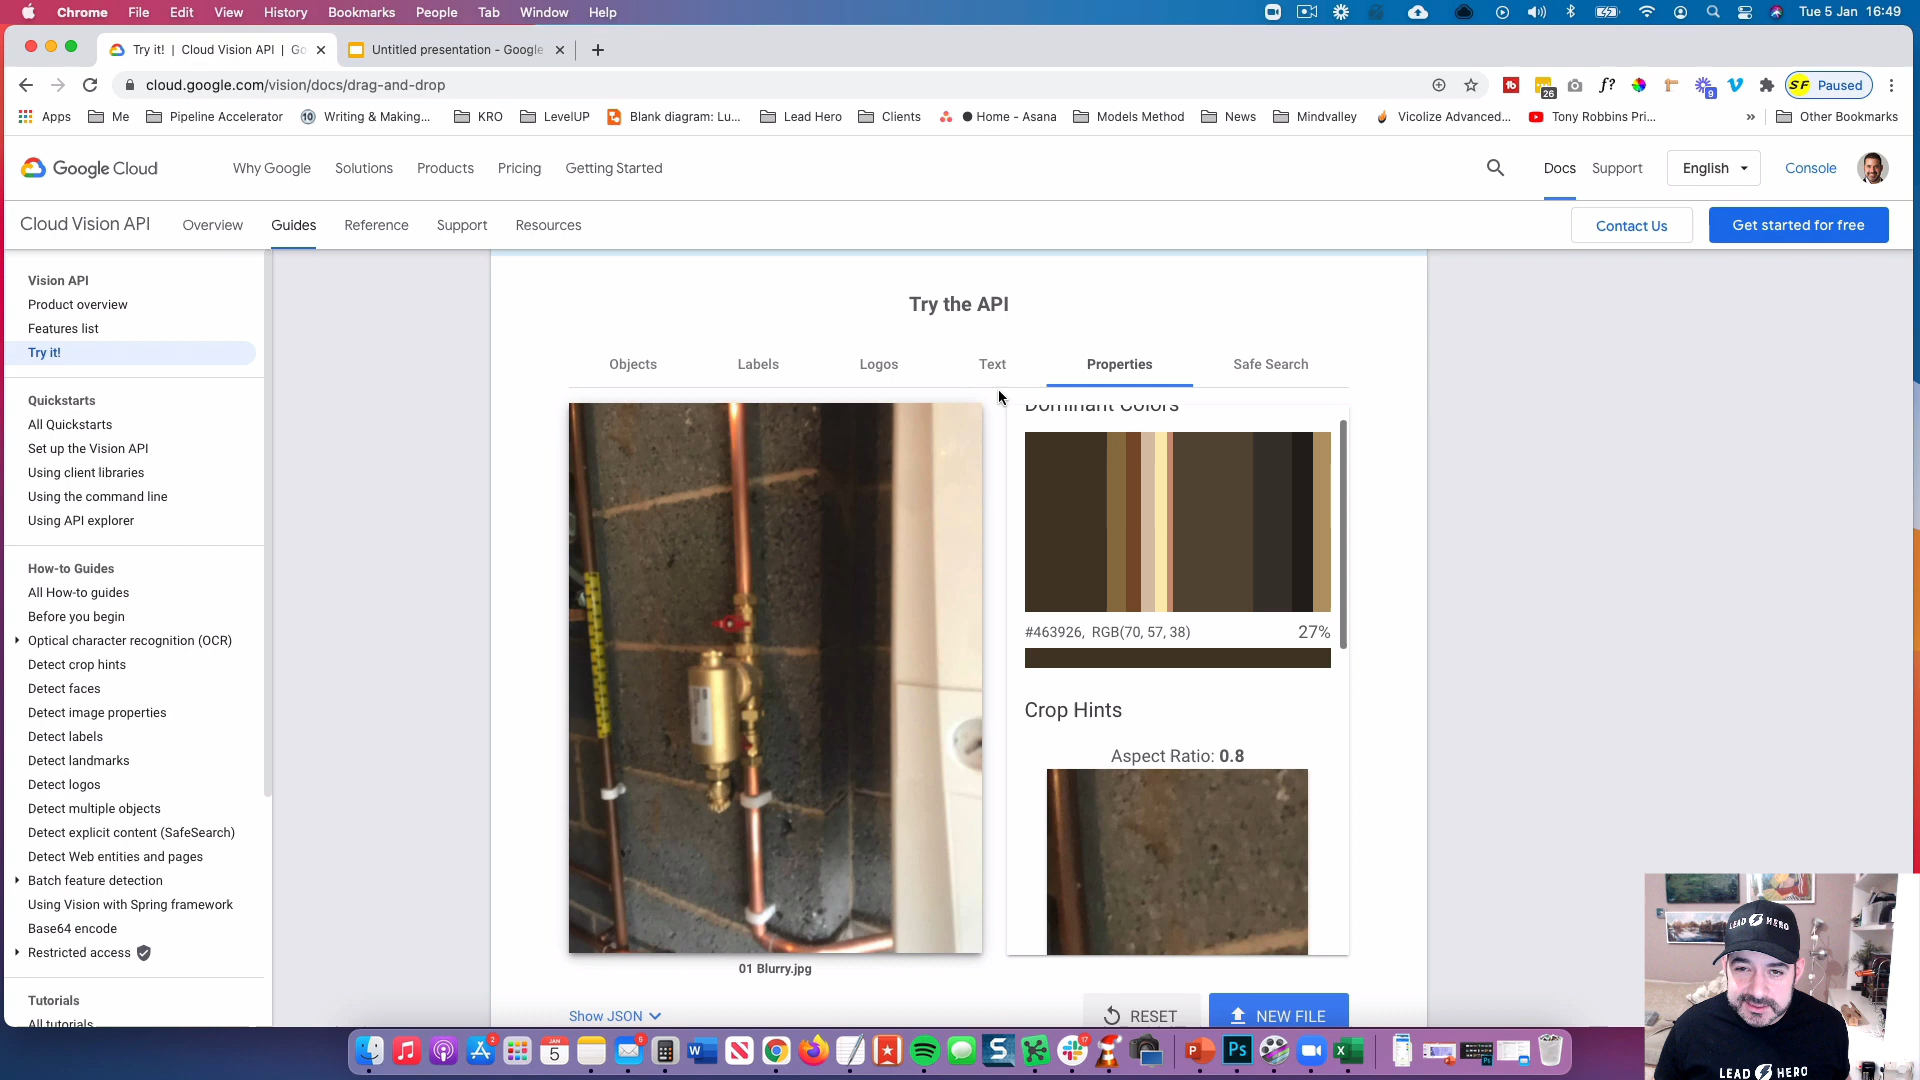 Chrome File Edit View History Bookmarks People Tab Window Help Tue 5 Jan 16:49
Try it! | Cloud Vision API | Go Untitled presentation - Google
cloud.google.com/vision/docs/drag-and-drop 26 f? 9 SF Paused
Apps Me Pipeline Accelerator Writing & Making... KRO LevelUP Blank diagram: Lu... Lead Hero Clients Home - Asana Models Method News Mindvalley Vicolize Advanced... Tony Robbins Pri... » Other Bookmarks
Google Cloud Why Google Solutions Products Pricing Getting Started Docs Support English Console
Cloud Vision API Overview Guides Reference Support Resources Contact Us Get started for free
Vision API
Product overview
Features list
Try it!
Quickstarts
All Quickstarts
Set up the Vision API
Using client libraries
Using the command line
Using API explorer
How-to Guides
All How-to guides
Before you begin
Optical character recognition (OCR)
Detect crop hints
Detect faces
Detect image properties
Detect labels
Detect landmarks
Detect logos
Detect multiple objects
Detect explicit content (SafeSearch)
Detect Web entities and pages
Batch feature detection
Using Vision with Spring framework
Base64 encode
Restricted access
Tutorials
All tutorials
Try the API
Objects Labels Logos Text Properties Safe Search
Dominant Colors
#463926, RGB(70, 57, 38) 27%
Crop Hints
Aspect Ratio: 0.8
01 Blurry.jpg
Show JSON RESET NEW FILE
LEAD HERO
LEAD HERO
JAN
5